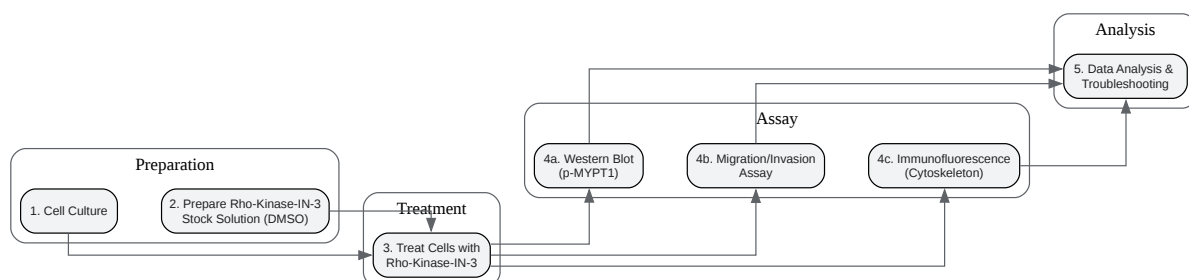 Preparation
1. Cell Culture
2. Prepare Rho-Kinase-IN-3
Stock Solution (DMSO)
Treatment
3. Treat Cells with
Rho-Kinase-IN-3
Assay
4a. Western Blot
(p-MYPT1)
4b. Migration/Invasion
Assay
4c. Immunofluorescence
(Cytoskeleton)
Analysis
5. Data Analysis &
Troubleshooting